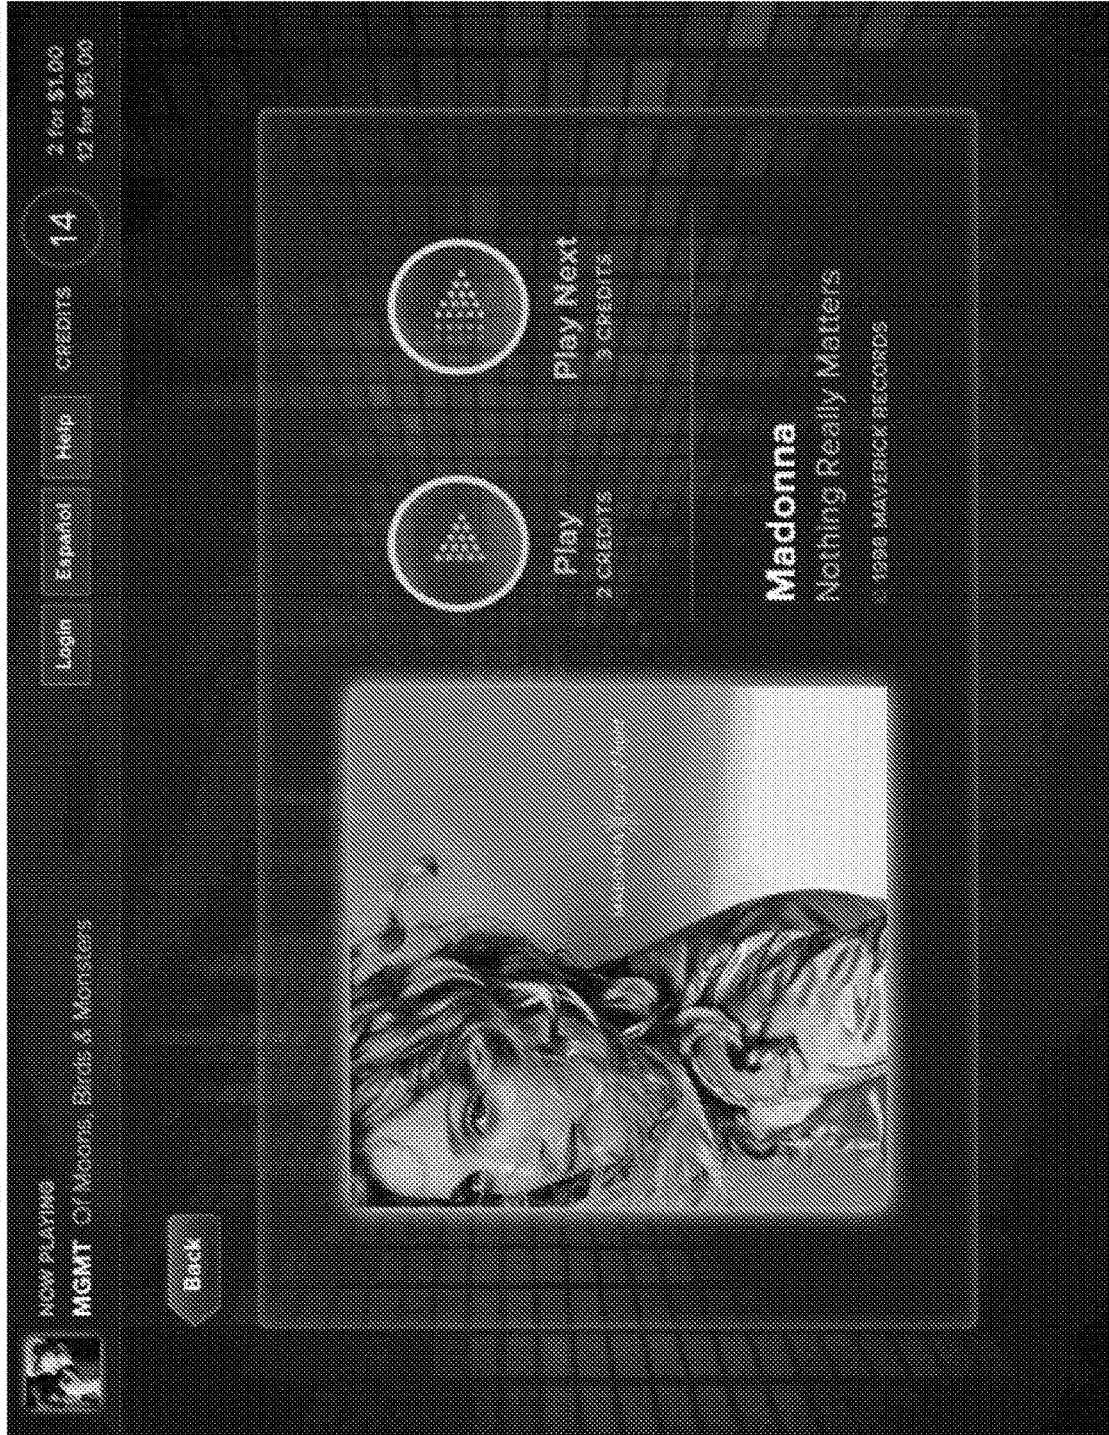 NOW PLAYING
MGMT Of Moons, Birds & Monsters
Login
Español
Help
CREDITS
14
2 for $1.00
12 for $5.00
Back
Play
2 CREDITS
Play Next
3 CREDITS
Madonna
Nothing Really Matters
1998 MAVERICK RECORDS